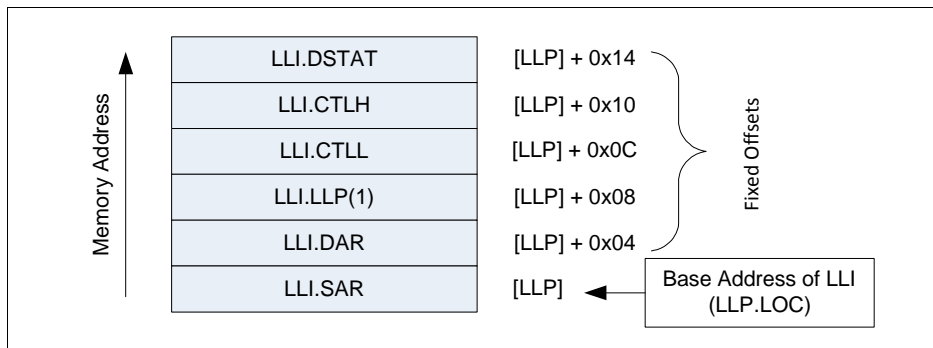 LLI.DSTAT [LLP] + 0x14
LLI.CTLH [LLP] + 0x10
LLI.CTLL [LLP] + 0x0C
LLI.LLP(1) [LLP] + 0x08
LLI.DAR [LLP] + 0x04
LLI.SAR [LLP]
Memory Address
Fixed Offsets
Base Address of LLI
(LLP.LOC)